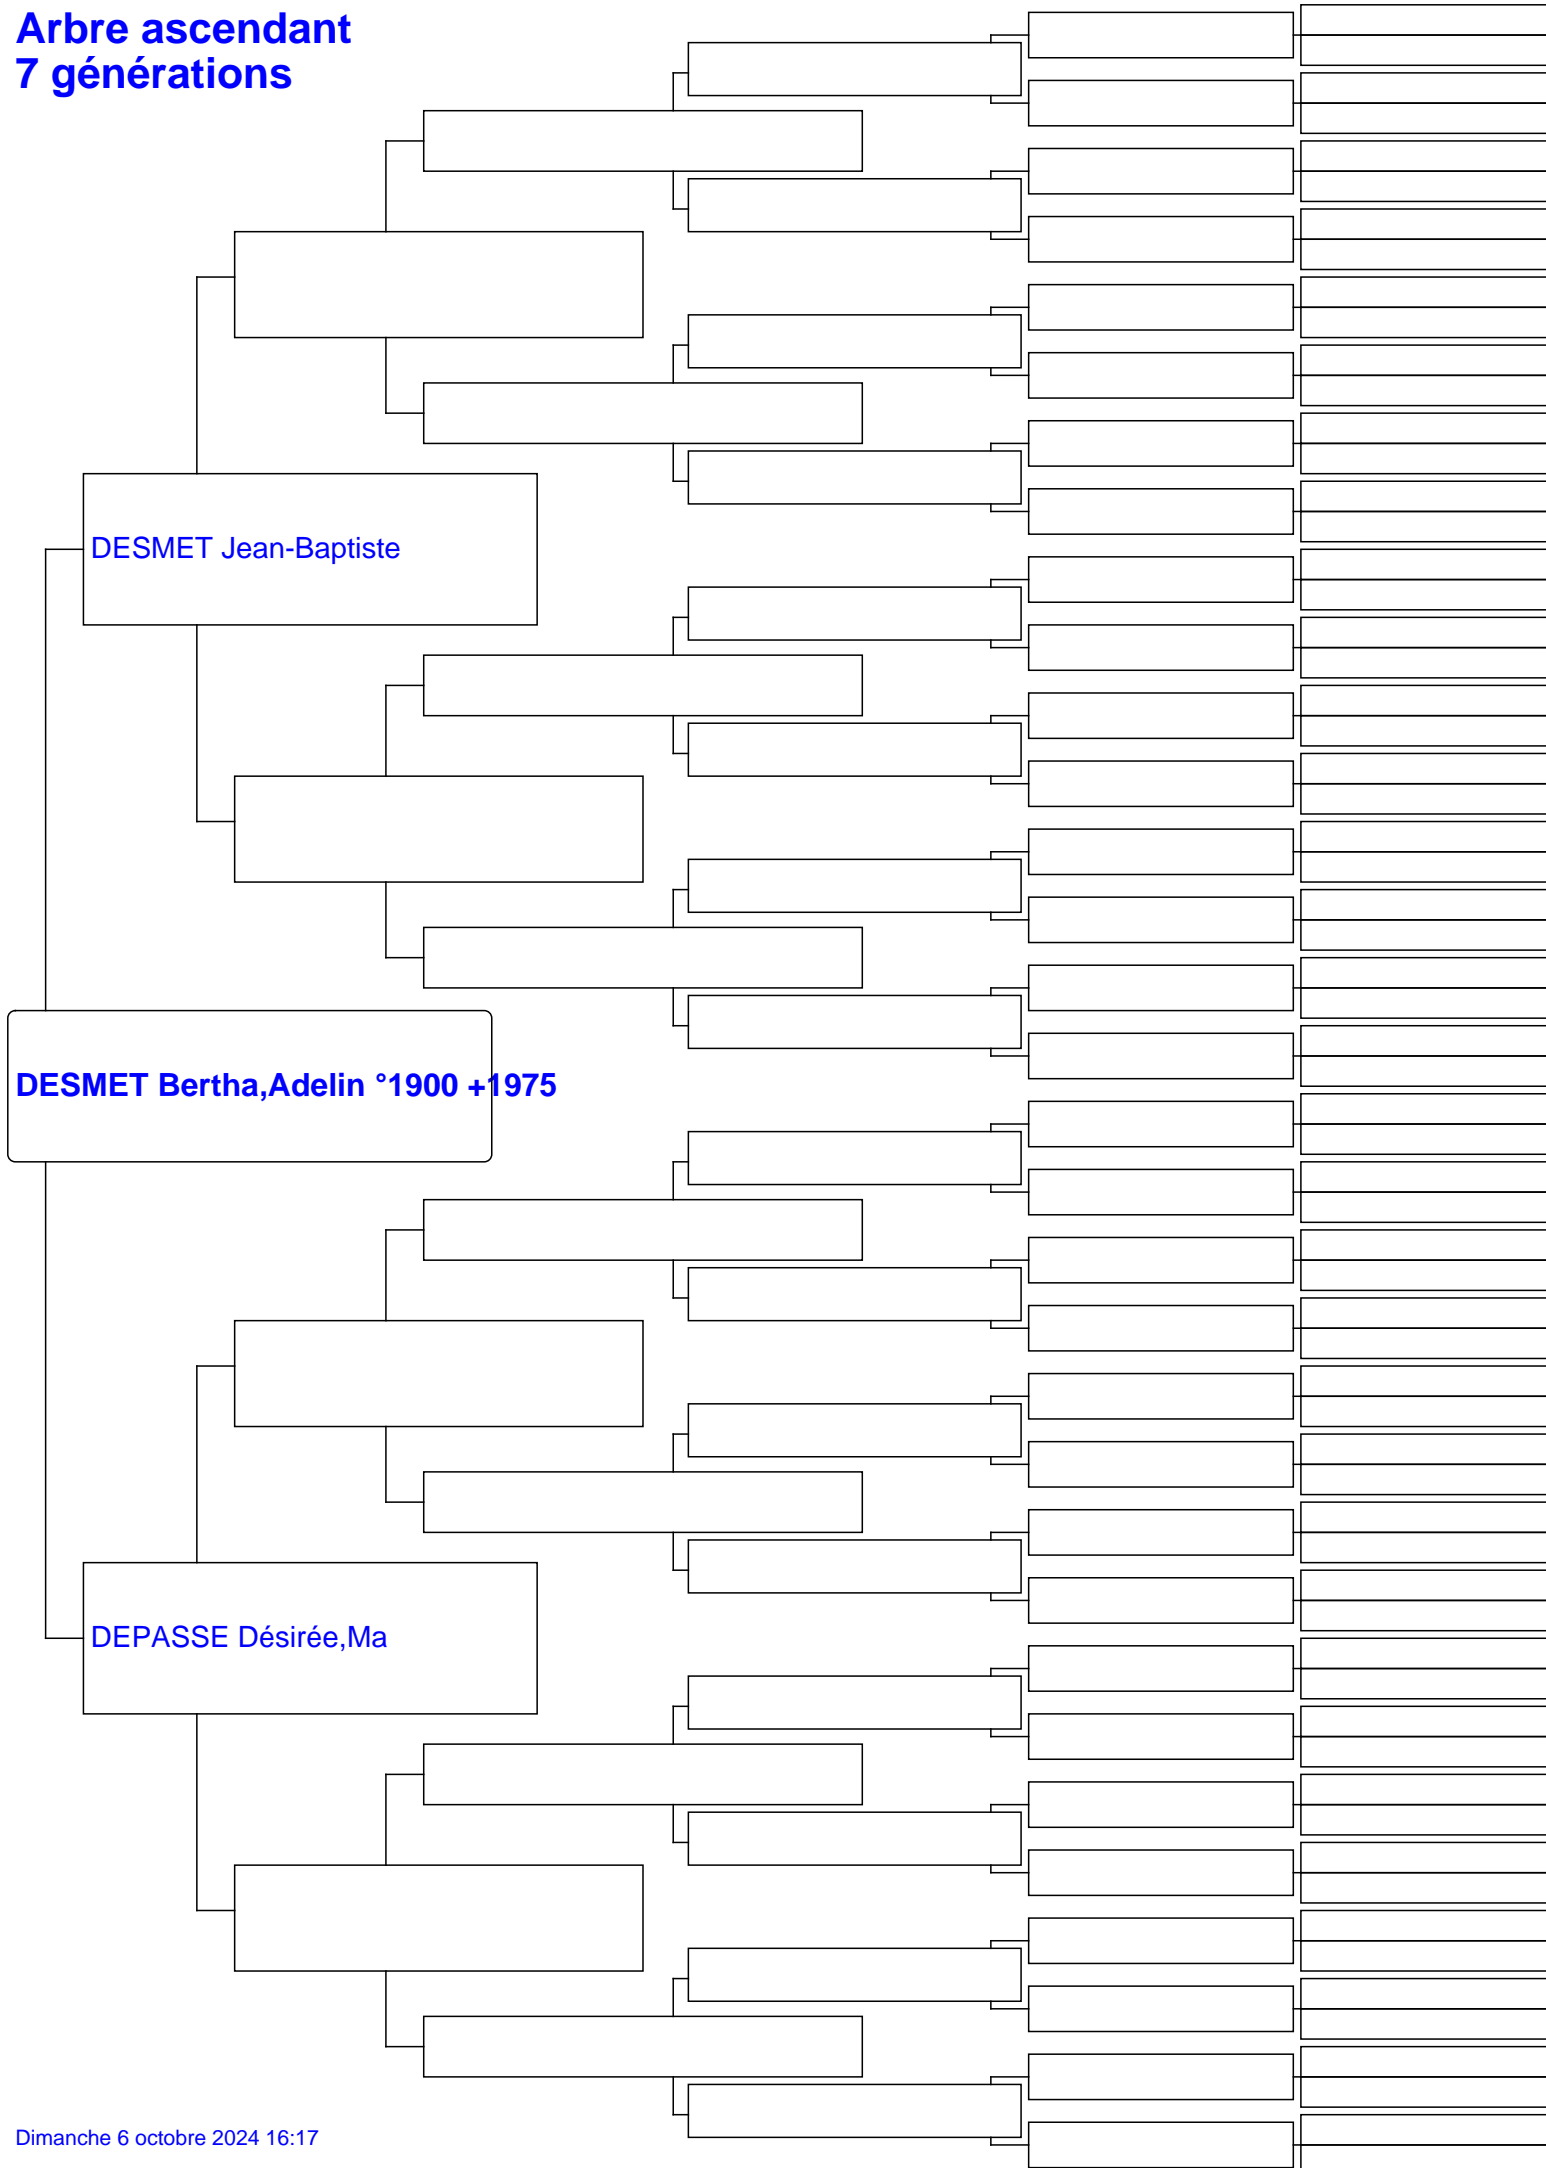 Arbre ascendant
7 générations
DESMET Jean-Baptiste
DESMET Bertha,Adelin °1900 +1975
DEPASSE Désirée,Ma
Dimanche 6 octobre 2024 16:17